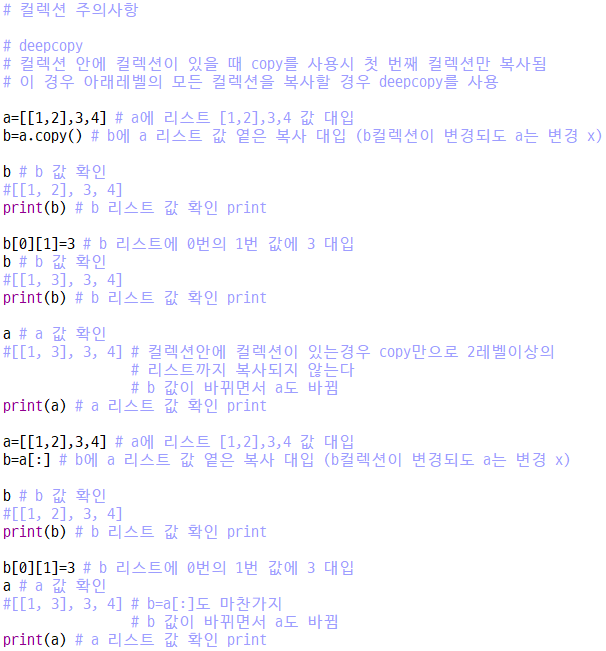 # 컬렉션 주의사항
# deepcopy
# 컬렉션 안에 컬렉션이 있을 때 copy를 사용시 첫 번째 컬렉션만 복사됨
# 이 경우 아래레벨의 모든 컬렉션을 복사할 경우 deepcopy를 사용
a=[[1,2],3,4] # a에 리스트 [1,2],3,4 값 대입
b=a.copy() # b에 a 리스트 값 옅은 복사 대입 (b컬렉션이 변경되도 a는 변경 x)
b # b 값 확인
#[[1, 2], 3, 4]
print(b) # b 리스트 값 확인 print
b[0][1]=3 # b 리스트에 0번의 1번 값에 3 대입
b # b 값 확인
#[[1, 3], 3, 4]
print(b) # b 리스트 값 확인 print
a # a 값 확인
#[[1, 3], 3, 4] # 컬렉션안에 컬렉션이 있는경우 copy만으로 2레벨이상의
# 리스트까지 복사되지 않는다
# b 값이 바뀌면서 a도 바뀜
print(a) # a 리스트 값 확인 print
a=[[1,2],3,4] # a에 리스트 [1,2],3,4 값 대입
b=a[:] # b에 a 리스트 값 옅은 복사 대입 (b컬렉션이 변경되도 a는 변경 x)
b # b 값 확인
#[[1, 2], 3, 4]
print(b) # b 리스트 값 확인 print
b[0][1]=3 # b 리스트에 0번의 1번 값에 3 대입
a # a 값 확인
#[[1, 3], 3, 4] # b=a[:]도 마찬가지
# b 값이 바뀌면서 a도 바뀜
print(a) # a 리스트 값 확인 print